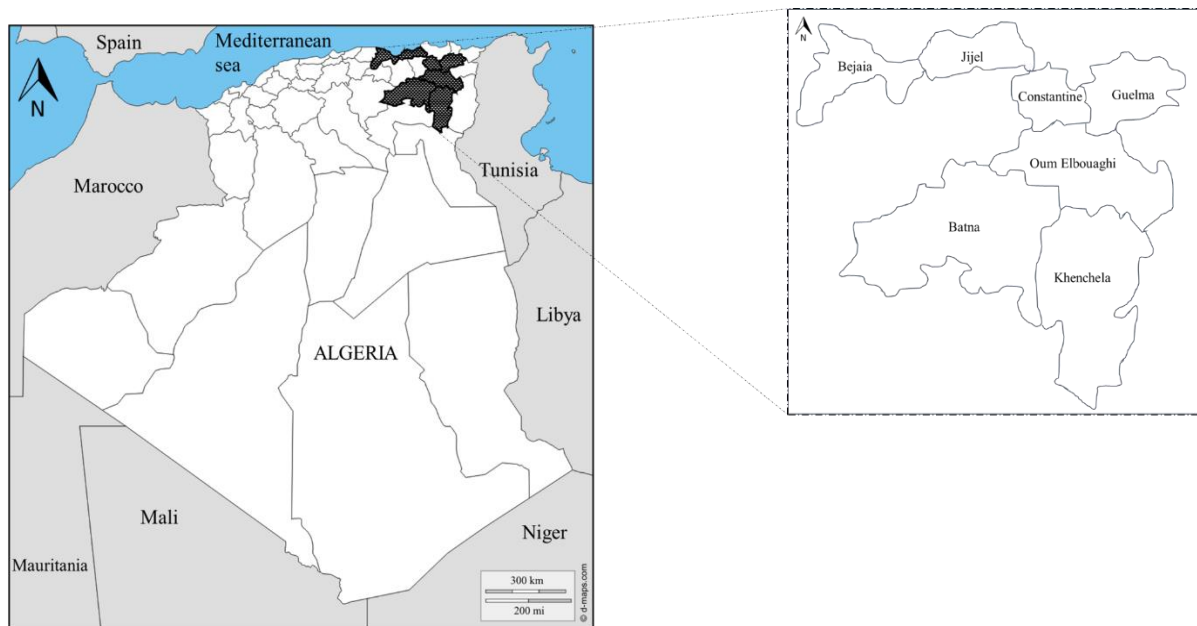 Spain
Mediterranean
sea
N
Marocco
Tunisia
Libya
ALGERIA
Mali
Niger
Mauritania
300 km
200 mi
© d-maps.com
N
Bejaia
Jijel
Constantine
Guelma
Oum Elbouaghi
Batna
Khenchela